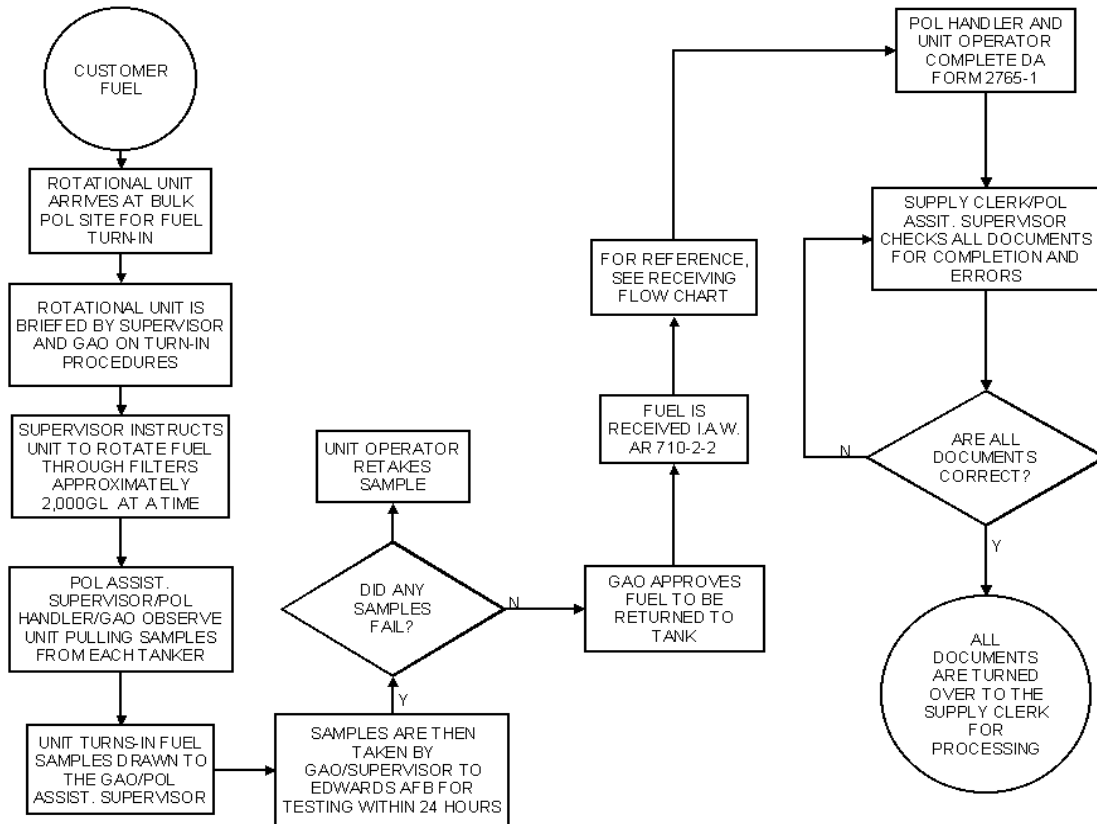 CUSTOMER
FUEL
ROTATIONAL UNIT
ARRIVES AT BULK
POL SITE FOR FUEL
TURN-IN
ROTATIONAL UNIT IS
BRIEFED BY SUPERVISOR
AND GAO ON TURN-IN
PROCEDURES
SUPERVISOR INSTRUCTS
UNIT TO ROTATE FUEL
THROUGH FILTERS
APPROXIMATELY
2,000GL AT A TIME
POL ASSIST.
SUPERVISOR/POL
HANDLER/GAO OBSERVE
UNIT PULLING SAMPLES
FROM EACH TANKER
UNIT TURNS-IN FUEL
SAMPLES DRAWN TO
THE GAO/POL
ASSIST. SUPERVISOR
SAMPLES ARE THEN
TAKEN BY
GAO/SUPERVISOR TO
EDWARDS AFB FOR
TESTING WITHIN 24 HOURS
Y
DID ANY
SAMPLES
FAIL?
UNIT OPERATOR
RETAKES
SAMPLE
N
GAO APPROVES
FUEL TO BE
RETURNED TO
TANK
FUEL IS
RECEIVED I.A.W.
AR 710-2-2
FOR REFERENCE,
SEE RECEIVING
FLOW CHART
POL HANDLER AND
UNIT OPERATOR
COMPLETE DA
FORM 2765-1
SUPPLY CLERK/POL
ASSIT. SUPERVISOR
CHECKS ALL DOCUMENTS
FOR COMPLETION AND
ERRORS
ARE ALL
DOCUMENTS
CORRECT?
N
Y
ALL
DOCUMENTS
ARE TURNED
OVER TO THE
SUPPLY CLERK
FOR
PROCESSING